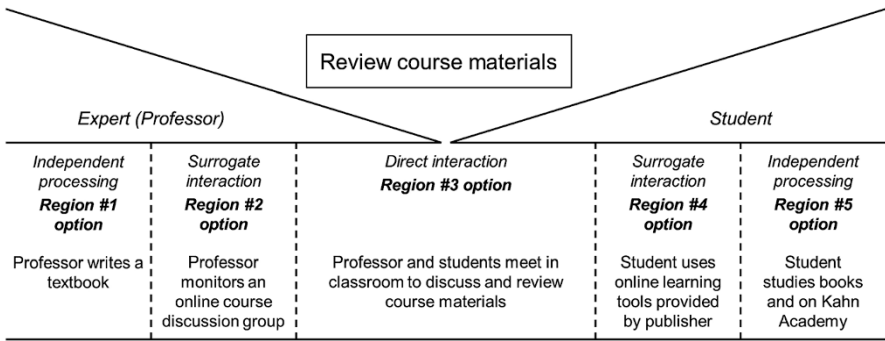 Review course materials
Expert (Professor)
Student
Independent
processing
Region #1
option
Professor writes a
textbook
Surrogate
interaction
Region #2
option
Professor
monitors an
online course
discussion group
Direct interaction
Region #3 option
Professor and students meet in
classroom to discuss and review
course materials
Surrogate
interaction
Region #4
option
Student uses
online learning
tools provided
by publisher
Independent
processing
Region #5
option
Student
studies books
and on Kahn
Academy